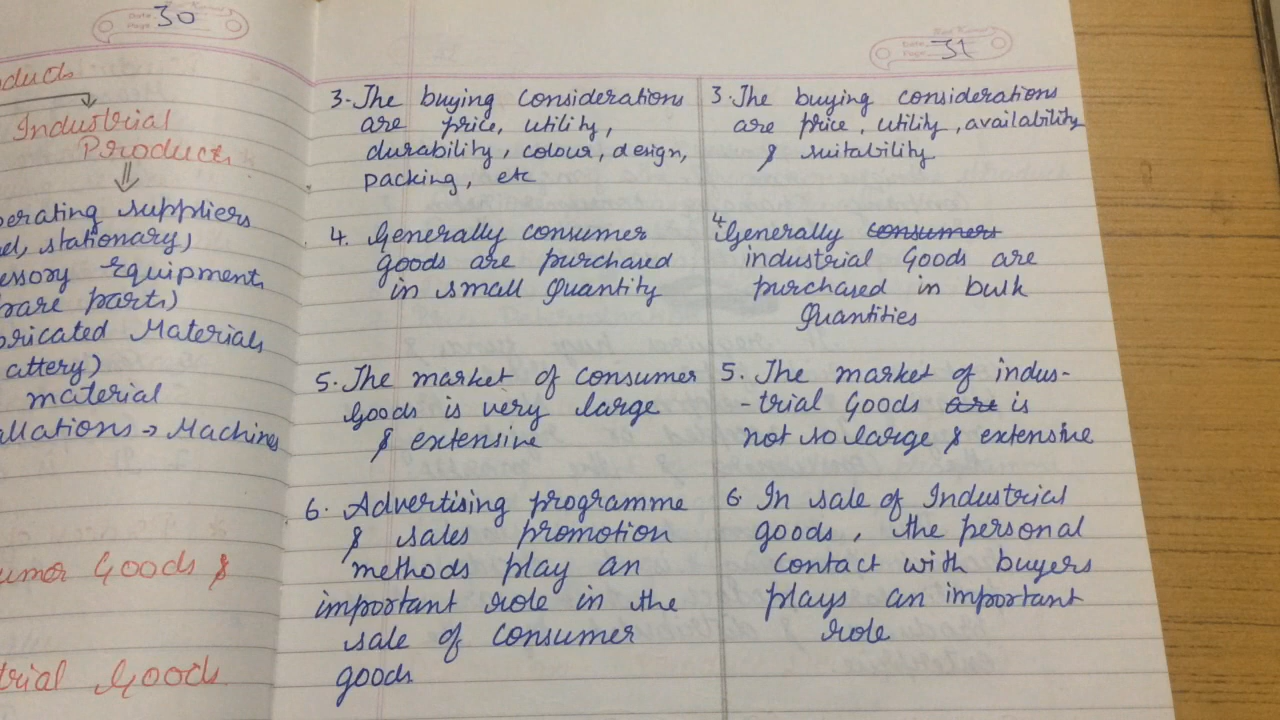 30
Industrial
Product
suppliers
stationary)
Equipment
parts)
Materials
material
→ Machines
Goods &
Goods
Date
Page 31
3. The buying considerations
are price, utility,
durability, colour, design,
packing, etc
4. Generally consumer
goods are purchased
in small Quantity
5. The market of consumer
Goods is very large
& extensive
6. Advertising programme
& sales promotion
methods play an
important role in the
sale of consumer
goods
3. The buying considerations
are price, utility, availability
& suitability
4. Generally consumers
industrial Goods are
purchased in bulk
Quantities
5. The market of indus-
-trial Goods are is
not so large & extensive
6. In sale of Industrial
goods, the personal
contact with buyers
plays an important
role